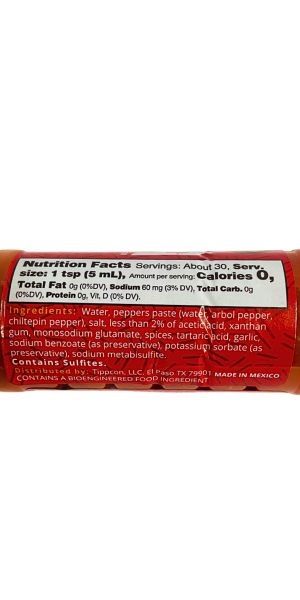 Nutrition Facts Servings: About 30, Serv.
size: 1 tsp (5 mL), Amount per serving: Calories 0,
Total Fat 0g (0%DV), Sodium 60 mg (3% DV), Total Carb. 0g
(0%DV), Protein 0g, Vit, D (0% DV).
Ingredients: Water, peppers paste (water, arbol pepper,
chiltepin pepper), salt, less than 2% of acetic acid, xanthan
gum, monosodium glutamate, spices, tartaric acid, garlic,
sodium benzoate (as preservative), potassium sorbate (as
preservative), sodium metabisulfite.
Contains Sulfites.
Distributed by: Tippcon, LLC, El Paso TX 79901 MADE IN MEXICO
CONTAINS A BIOENGINEERED FOOD INGREDIENT